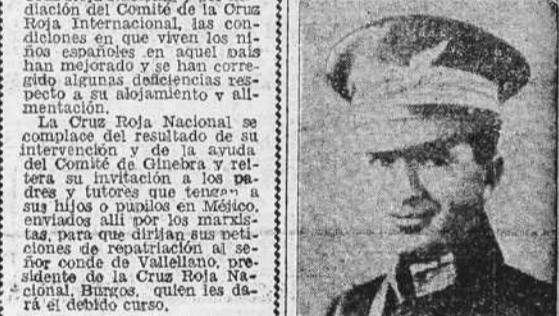 diación del Comité de la Cruz
Roja Internacional, las con-
diciones en que viven los ni-
ños españoles en aquel país
han mejorado y se han corre-
gido algunas deficiencias res-
pecto a su alojamiento y ali-
mentación.
La Cruz Roja Nacional se
complace del resultado de su
intervención y de la ayuda
del Comité de Ginebra y rei-
tera su invitación a los pa-
dres y tutores que tengan a
sus hijos o pupilos en Méjico,
enviados allí por los marxis-
tas, para que dirijan sus peti-
ciones de repatriación al se-
ñor conde de Vallellano, pre-
sidente de la Cruz Roja Na-
cional, Burgos, quien les da-
rá el debido curso.